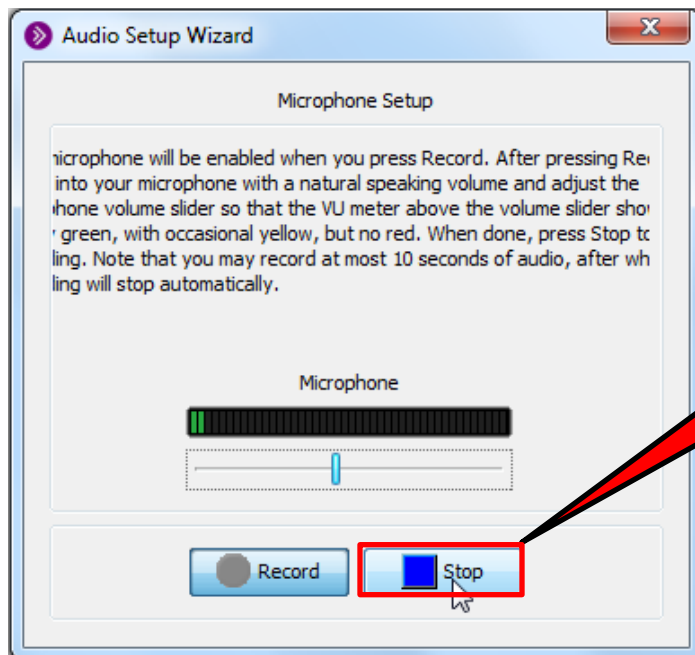 Audio Setup Wizard
Microphone Setup
icrophone will be enabled when you press Record. After pressing Re
into your microphone with a natural speaking volume and adjust the
hone volume slider so that the VU meter above the volume slider sho
green, with occasional yellow, but no red. When done, press Stop to
ling. Note that you may record at most 10 seconds of audio, after wh
ling will stop automatically.
Microphone
Record
Stop